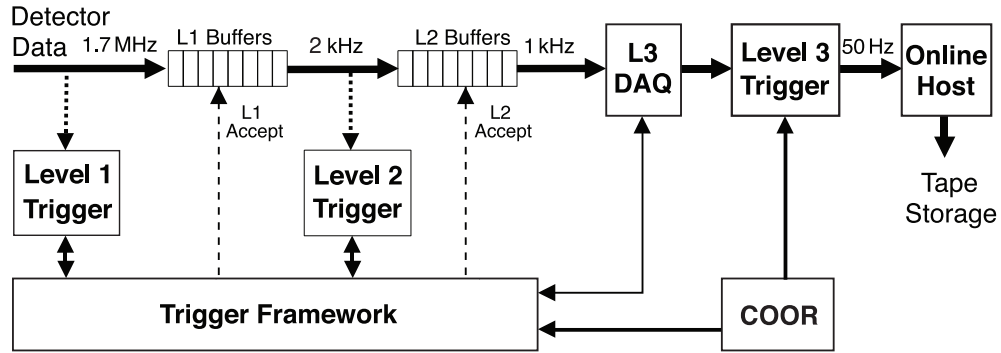 Detector
Data
1.7 MHz
L1 Buffers
2 kHz
L2 Buffers
1 kHz
L3
DAQ
Level 3
Trigger
50 Hz
Online
Host
L1
Accept
L2
Accept
Level 1
Trigger
Level 2
Trigger
Tape
Storage
Trigger Framework
COOR